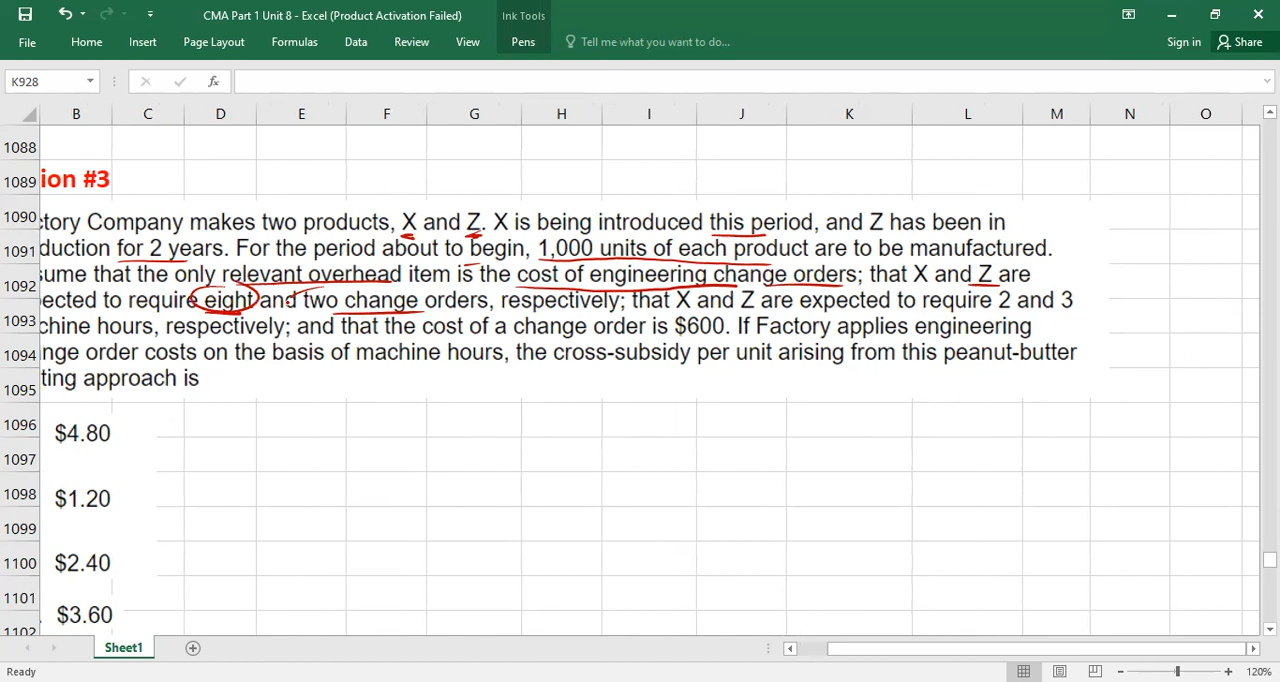 CMA Part 1 Unit 8 - Excel (Product Activation Failed)
Ink Tools
File Home Insert Page Layout Formulas Data Review View Pens Tell me what you want to do... Sign in Share
K928
fx
B C D E F G H I J K L M N O
1088
1089 ion #3
1090 tory Company makes two products, X and Z. X is being introduced this period, and Z has been in
1091 duction for 2 years. For the period about to begin, 1,000 units of each product are to be manufactured.
1092 ume that the only relevant overhead item is the cost of engineering change orders; that X and Z are
1093 ected to require eight and two change orders, respectively; that X and Z are expected to require 2 and 3
1094 chine hours, respectively; and that the cost of a change order is $600. If Factory applies engineering
nge order costs on the basis of machine hours, the cross-subsidy per unit arising from this peanut-butter
1095 ting approach is
1096 $4.80
1097
1098 $1.20
1099
1100 $2.40
1101 $3.60
1102
Sheet1
Ready
120%